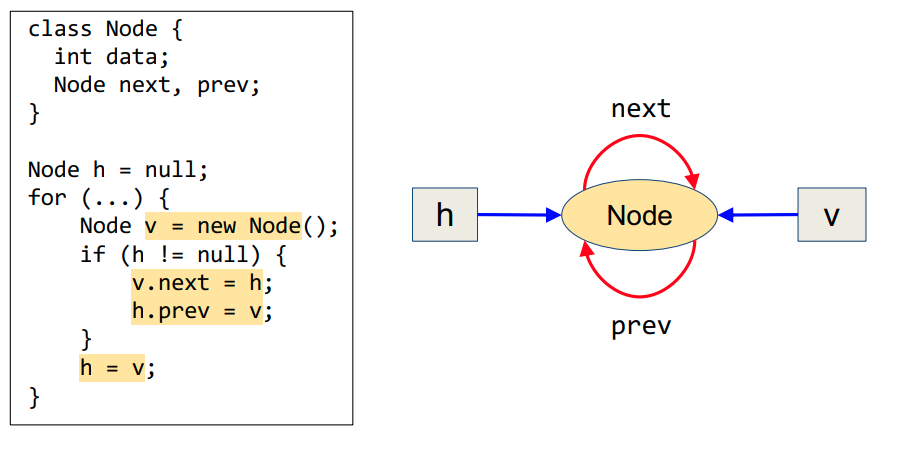 class Node {
  int data;
  Node next, prev;
}

Node h = null;
for (...) {
    Node v = new Node();
    if (h != null) {
        v.next = h;
        h.prev = v;
    }
    h = v;
}
next
h
Node
v
prev